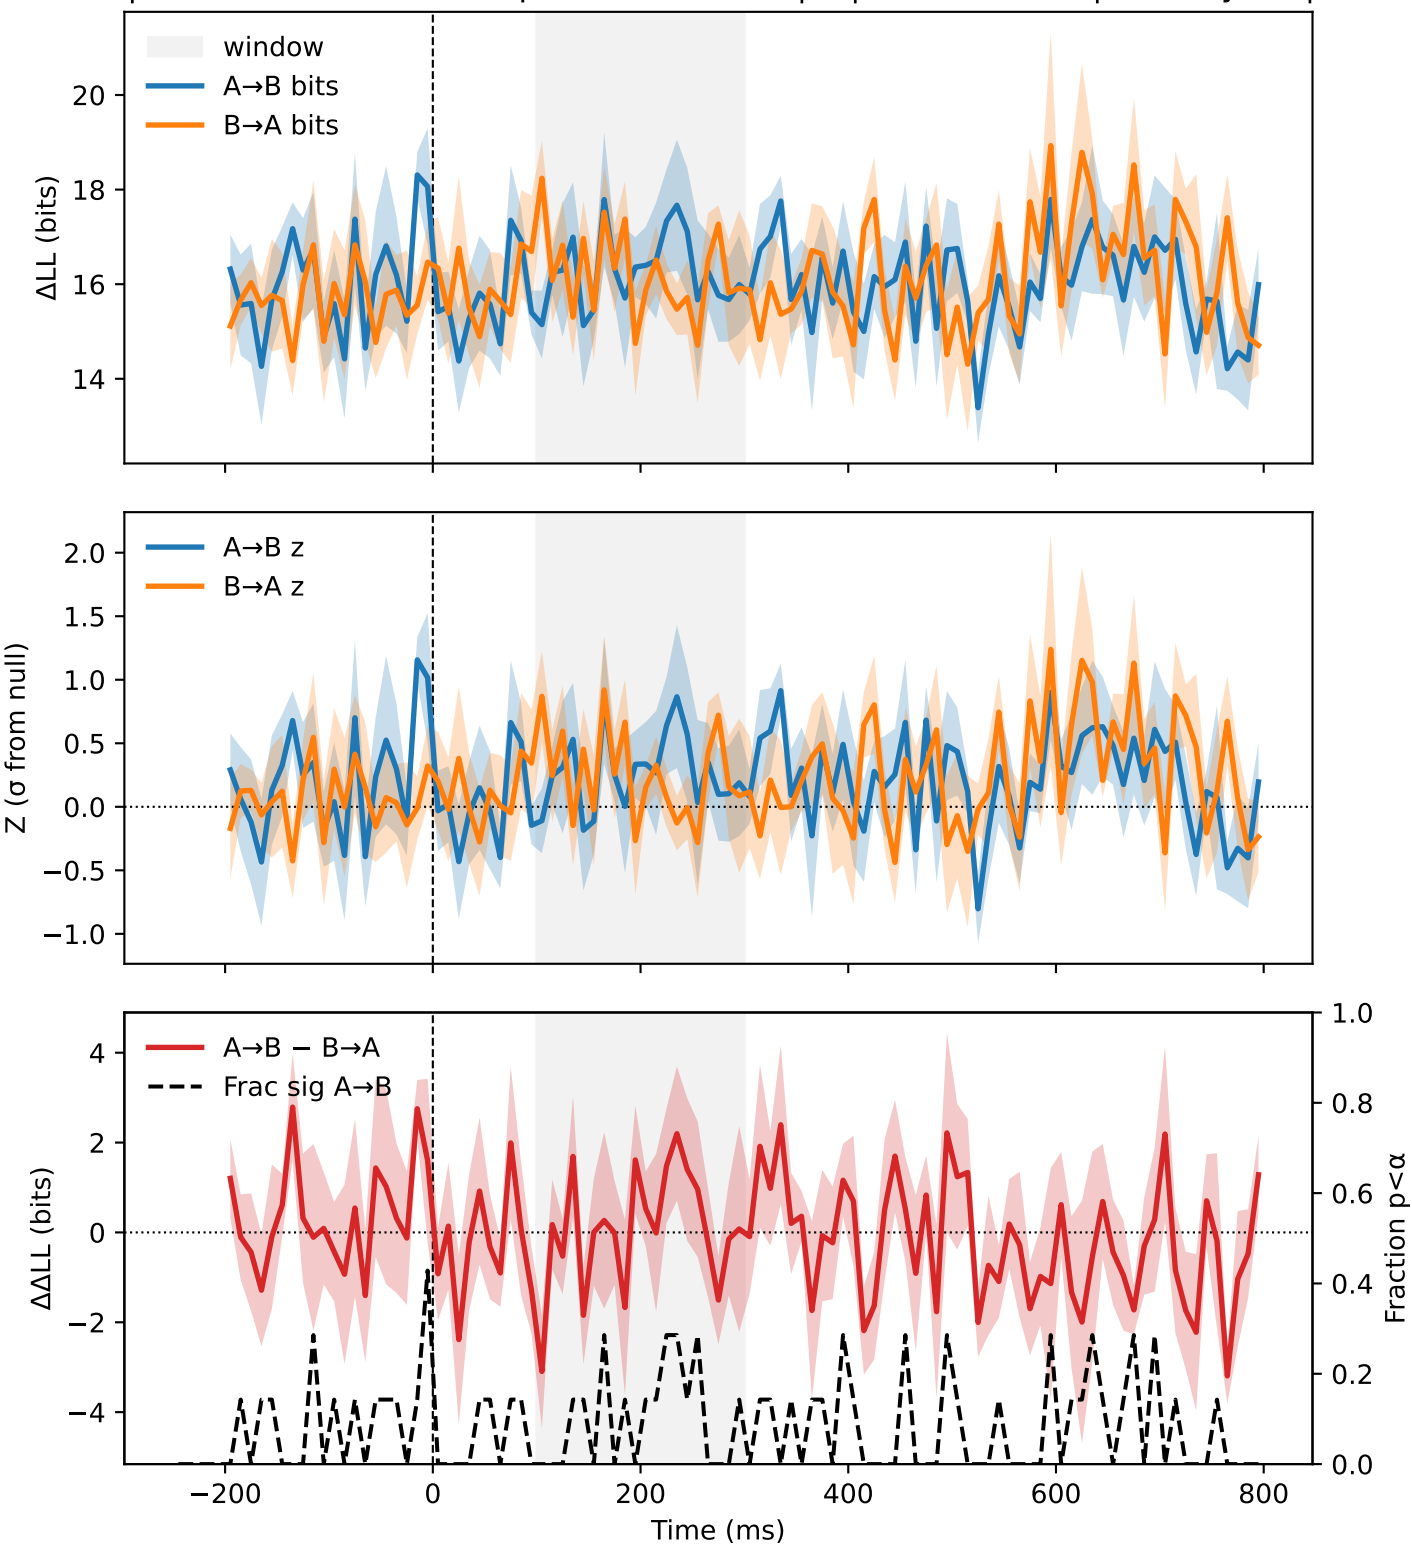 window
A→B bits
B→A bits
20
18
16
14
ΔLL (bits)
A→B z
B→A z
2.0
1.5
1.0
0.5
0.0
−0.5
−1.0
Z (σ from null)
A→B − B→A
Frac sig A→B
4
2
0
−2
−4
ΔΔLL (bits)
1.0
0.8
0.6
0.4
0.2
0.0
Fraction p<α
−200
0
200
400
600
800
Time (ms)